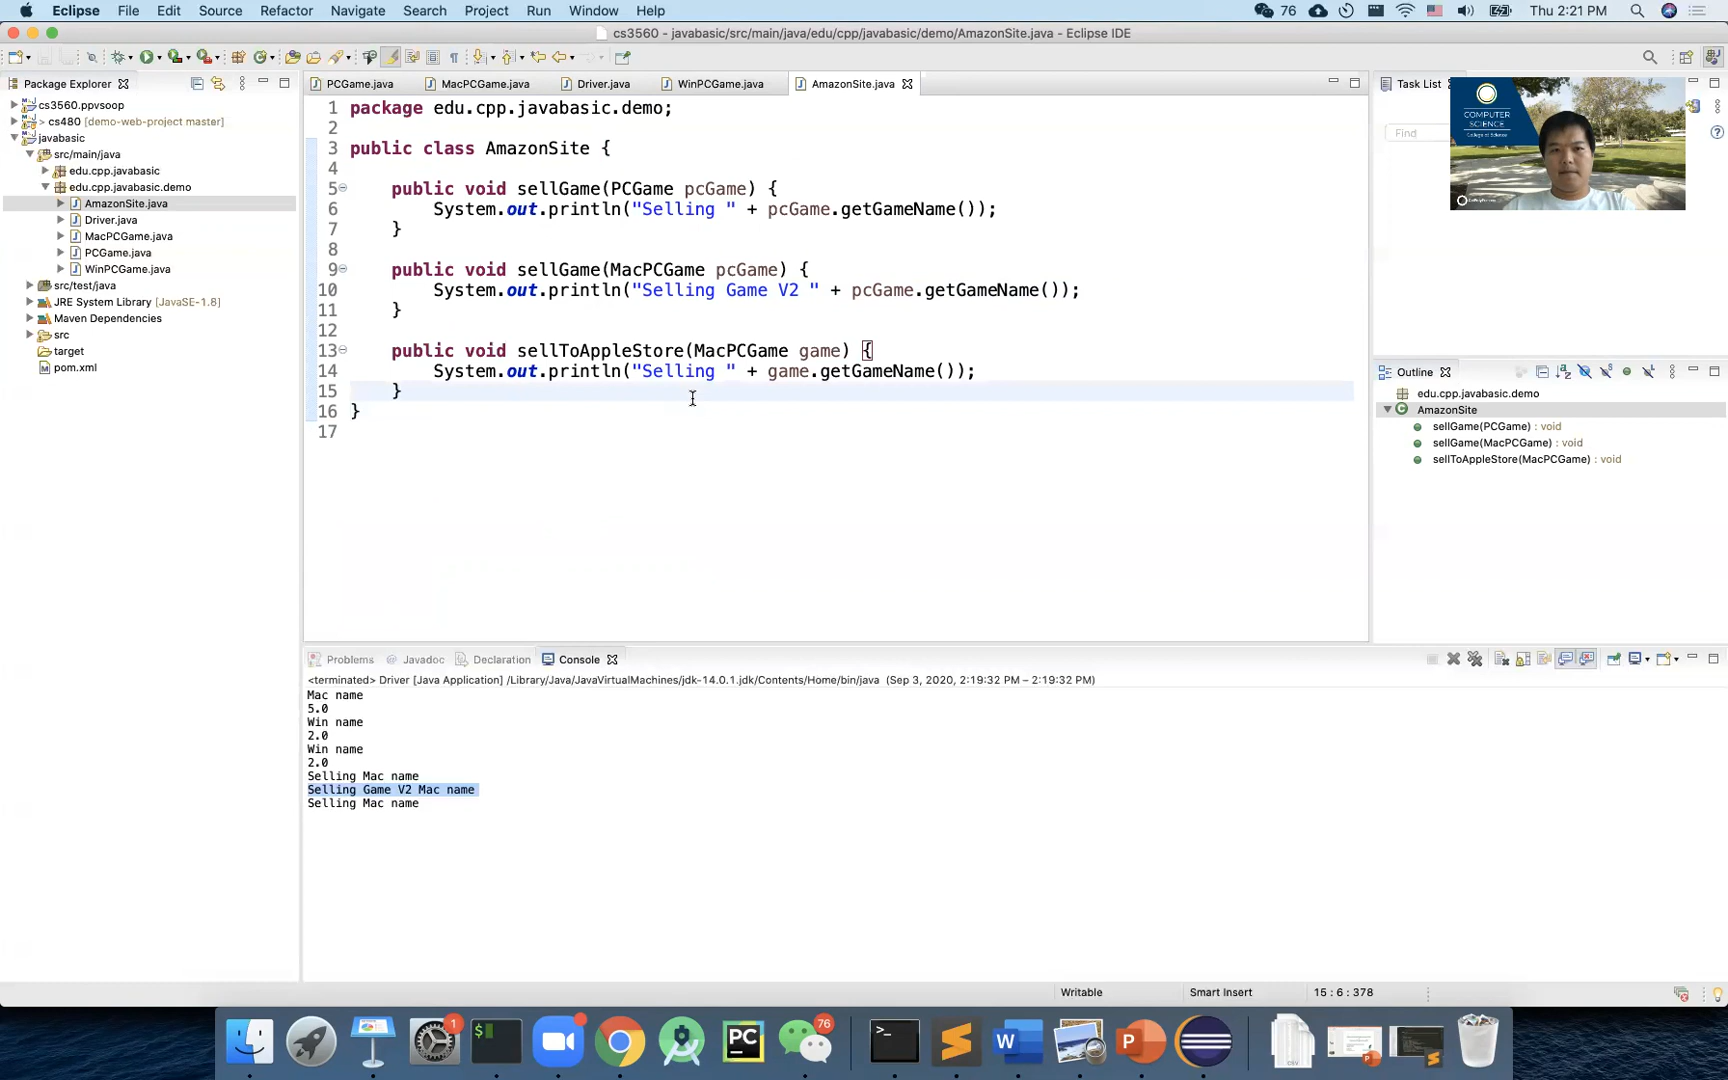 Eclipse File Edit Source Refactor Navigate Search Project Run Window Help 76 Thu 2:21 PM
cs3560 - javabasic/src/main/java/edu/cpp/javabasic/demo/AmazonSite.java - Eclipse IDE
Package Explorer
PCGame.java MacPCGame.java Driver.java WinPCGame.java AmazonSite.java
Task List
cs3560.ppvsoop
> cs480 [demo-web-project master]
javabasic
src/main/java
edu.cpp.javabasic
edu.cpp.javabasic.demo
AmazonSite.java
Driver.java
MacPCGame.java
PCGame.java
WinPCGame.java
src/test/java
JRE System Library [JavaSE-1.8]
Maven Dependencies
src
target
pom.xml
1 package edu.cpp.javabasic.demo;
2
3 public class AmazonSite {
4
5 public void sellGame(PCGame pcGame) {
6 System.out.println("Selling " + pcGame.getGameName());
7 }
8
9 public void sellGame(MacPCGame pcGame) {
10 System.out.println("Selling Game V2 " + pcGame.getGameName());
11 }
12
13 public void sellToAppleStore(MacPCGame game) {
14 System.out.println("Selling " + game.getGameName());
15 }
16 }
17
Find
COMPUTER
SCIENCE
College of Science
Outline
edu.cpp.javabasic.demo
AmazonSite
sellGame(PCGame) : void
sellGame(MacPCGame) : void
sellToAppleStore(MacPCGame) : void
Problems Javadoc Declaration Console
<terminated> Driver [Java Application] /Library/Java/JavaVirtualMachines/jdk-14.0.1.jdk/Contents/Home/bin/java (Sep 3, 2020, 2:19:32 PM – 2:19:32 PM)
Mac name
5.0
Win name
2.0
Win name
2.0
Selling Mac name
Selling Game V2 Mac name
Selling Mac name
Writable Smart Insert 15 : 6 : 378
1 PC 76 W P